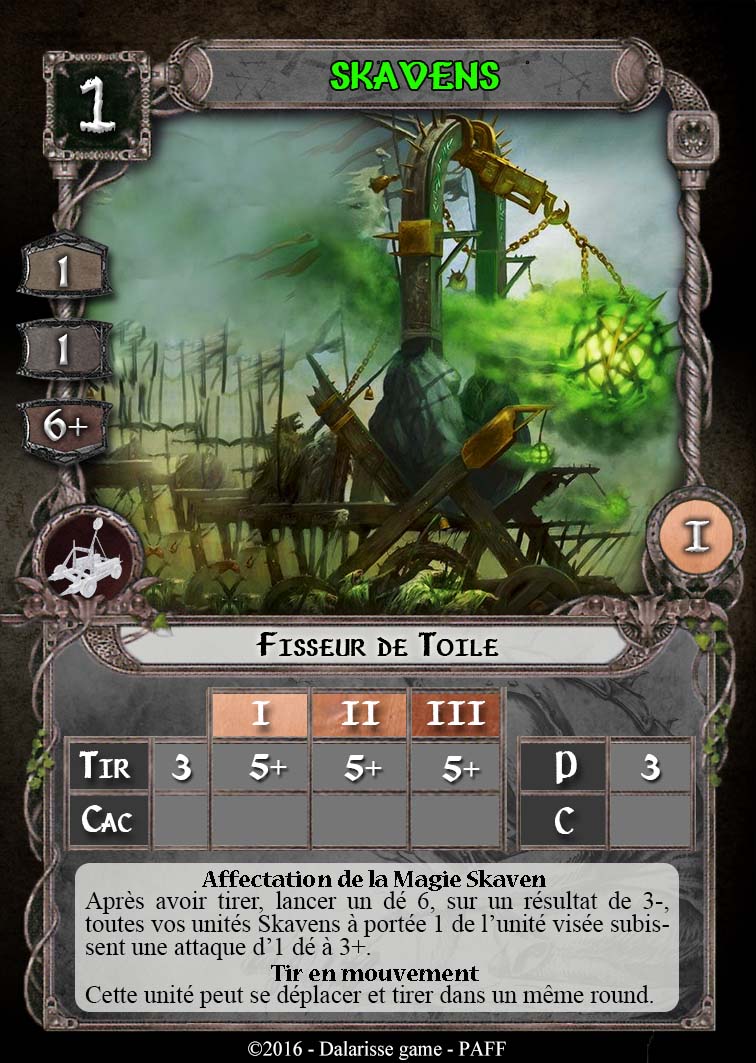 SKAVENS
1
1
1
6+
I
FISSEUR DE TOILE
I II III
TIR 3 5+ 5+ 5+ P 3
CAC C
Affectation de la Magie Skaven
Après avoir tirer, lancer un dé 6, sur un résultat de 3-,
toutes vos unités Skavens à portée 1 de l'unité visée subis-
sent une attaque d'1 dé à 3+.
Tir en mouvement
Cette unité peut se déplacer et tirer dans un même round.
©2016 - Dalarisse game - PAFF